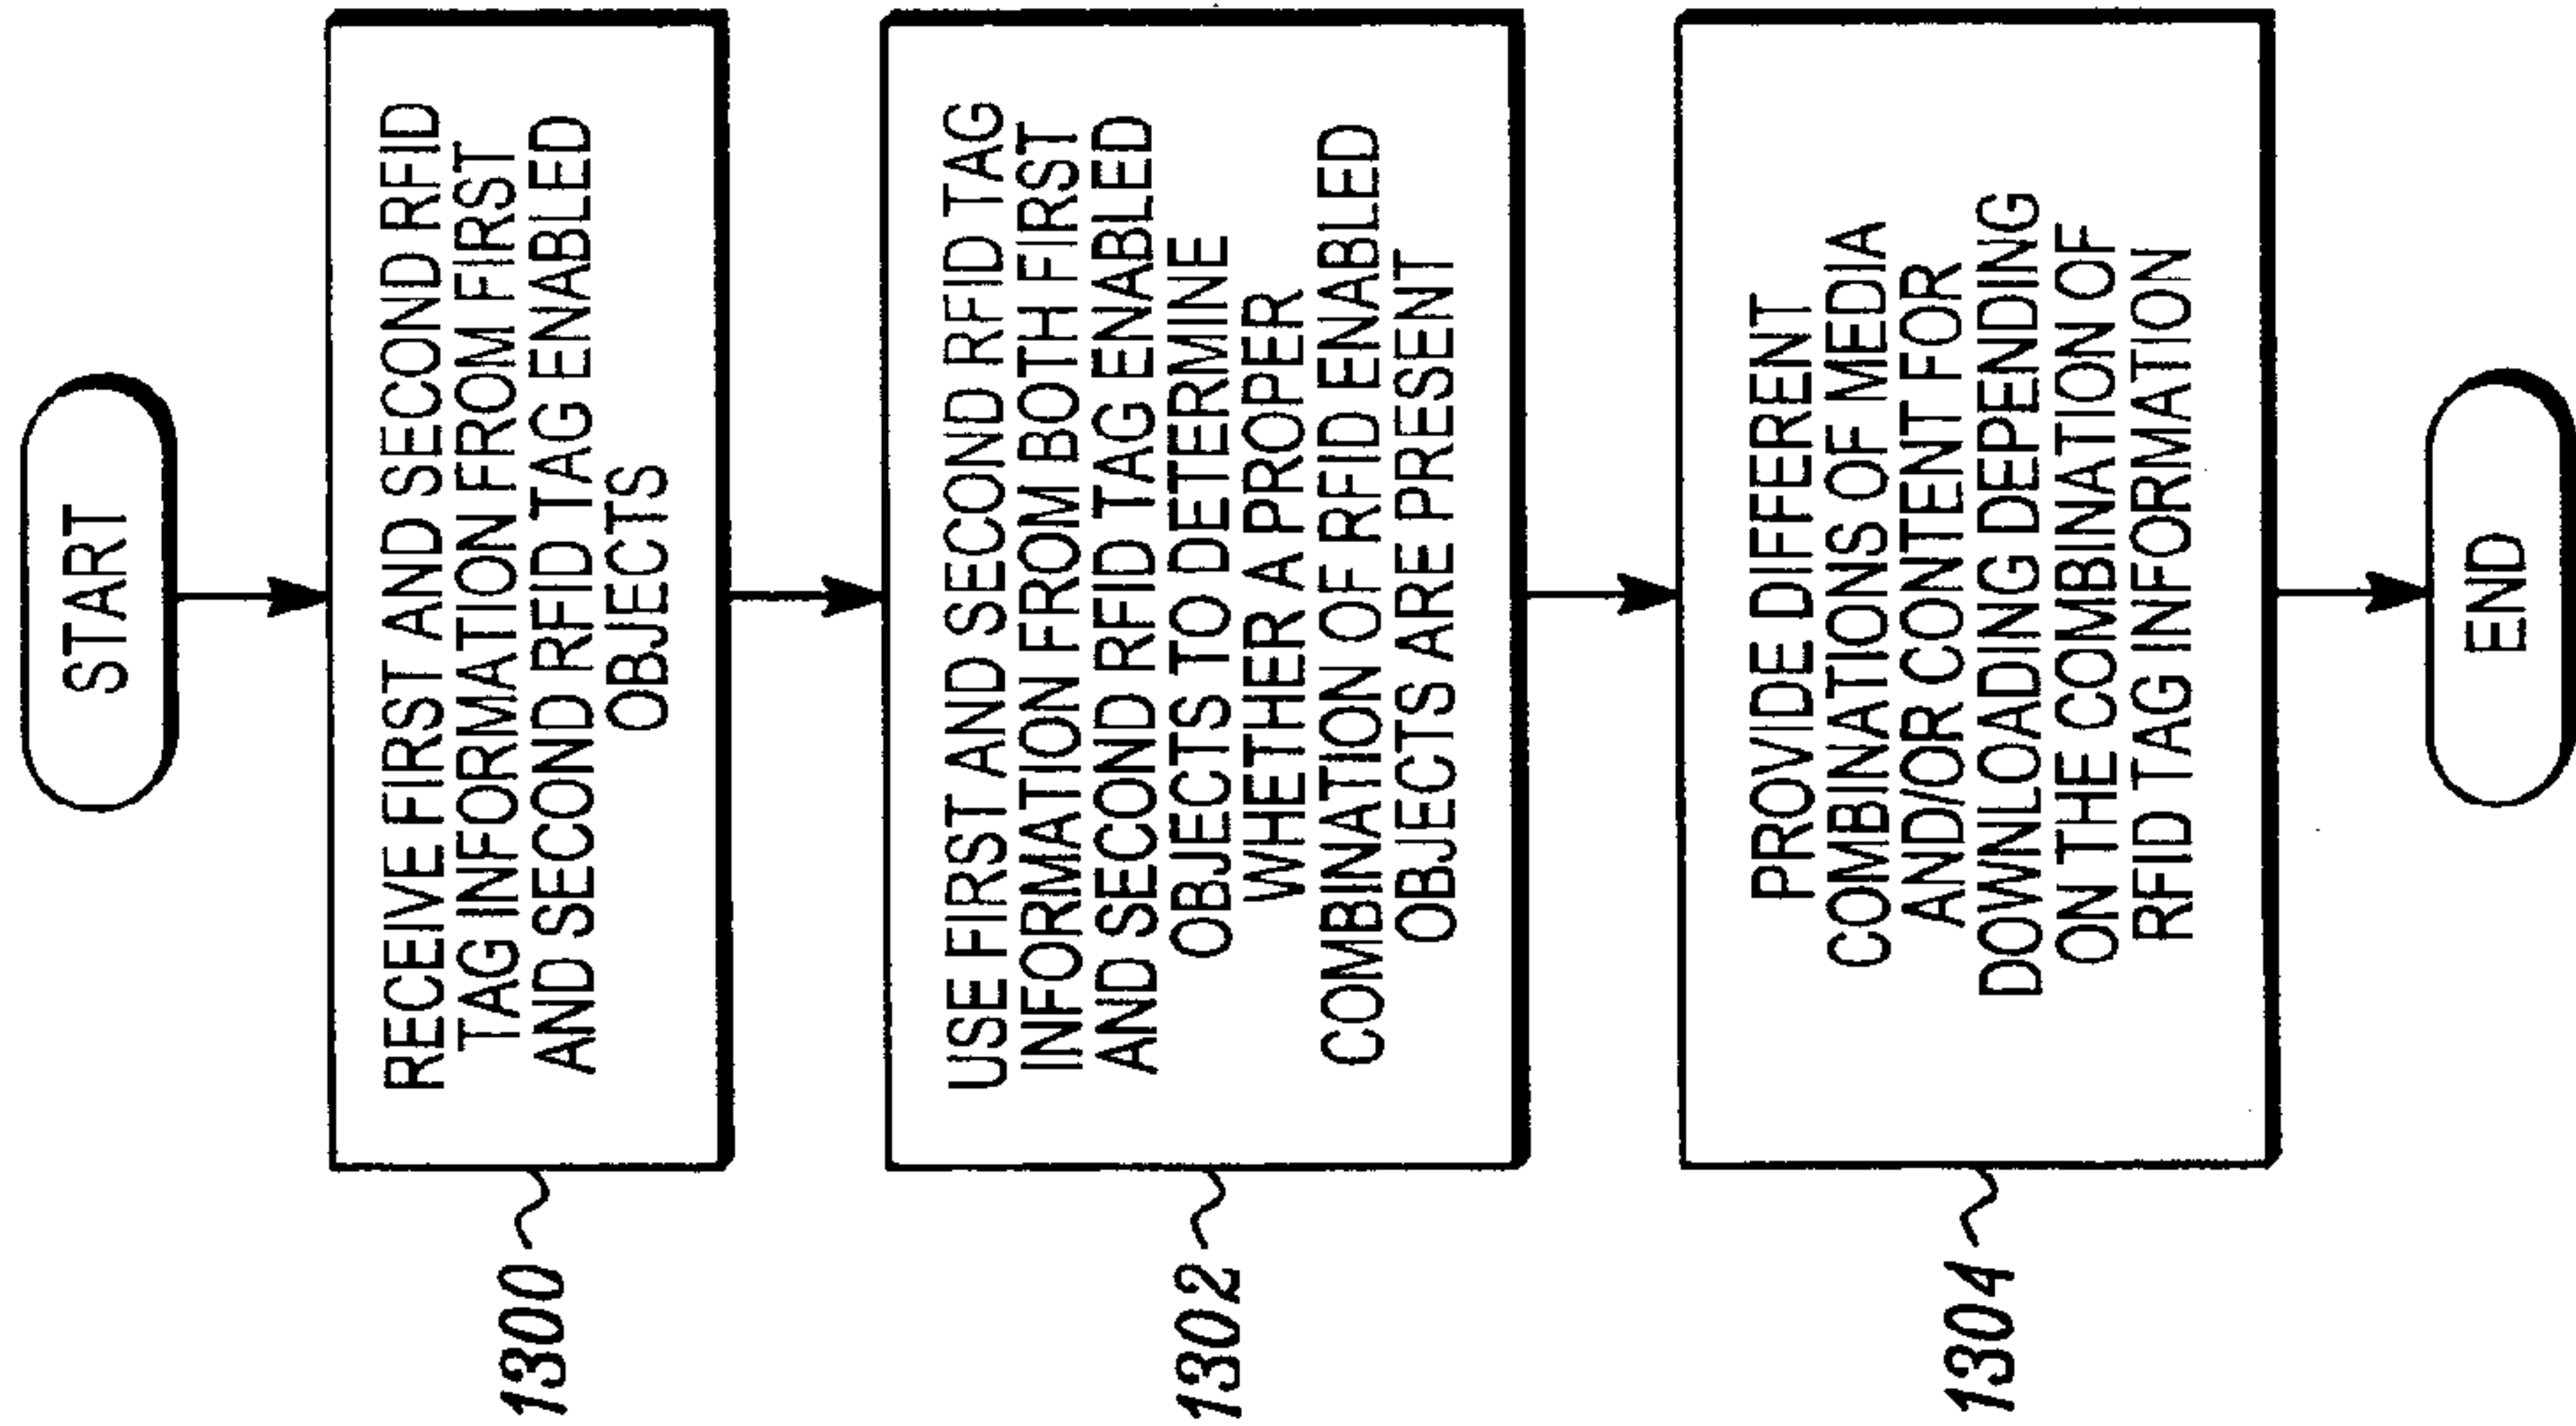 START
RECEIVE FIRST AND SECOND RFID
TAG INFORMATION FROM FIRST
AND SECOND RFID TAG ENABLED
OBJECTS
1300
USE FIRST AND SECOND RFID TAG
INFORMATION FROM BOTH FIRST
AND SECOND RFID TAG ENABLED
OBJECTS TO DETERMINE
WHETHER A PROPER
COMBINATION OF RFID ENABLED
OBJECTS ARE PRESENT
1302
PROVIDE DIFFERENT
COMBINATIONS OF MEDIA
AND/OR CONTENT FOR
DOWNLOADING DEPENDING
ON THE COMBINATION OF
RFID TAG INFORMATION
1304
END